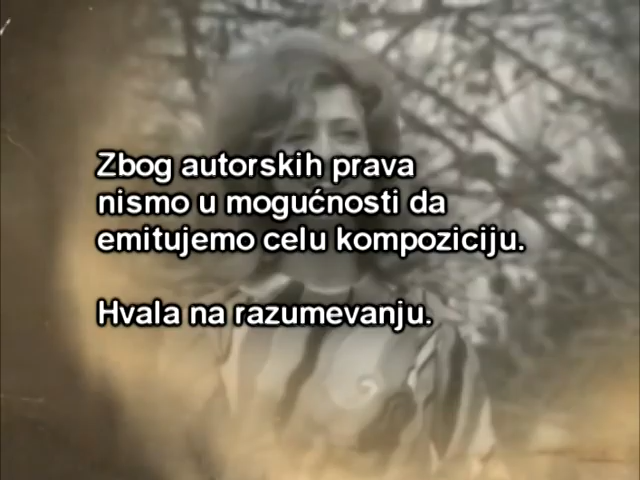 Zbog autorskih prava
nismo u mogućnosti da
emitujemo celu kompoziciju.
Hvala na razumevanju.